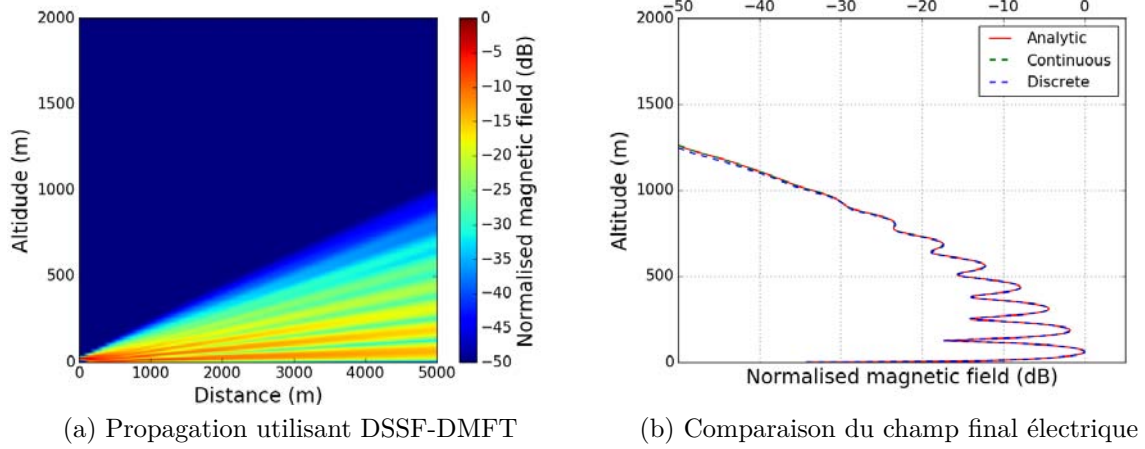 2000
1500
1000
500
0
Altidude (m)
0 1000 2000 3000 4000 5000
Distance (m)
0
−5
−10
−15
−20
−25
−30
−35
−40
−45
−50
Normalised magnetic field (dB)
(a) Propagation utilisant DSSF-DMFT
−50 −40 −30 −20 −10 0
2000
1500
1000
500
0
Altitude (m)
Analytic
Continuous
Discrete
Normalised magnetic field (dB)
(b) Comparaison du champ final électrique